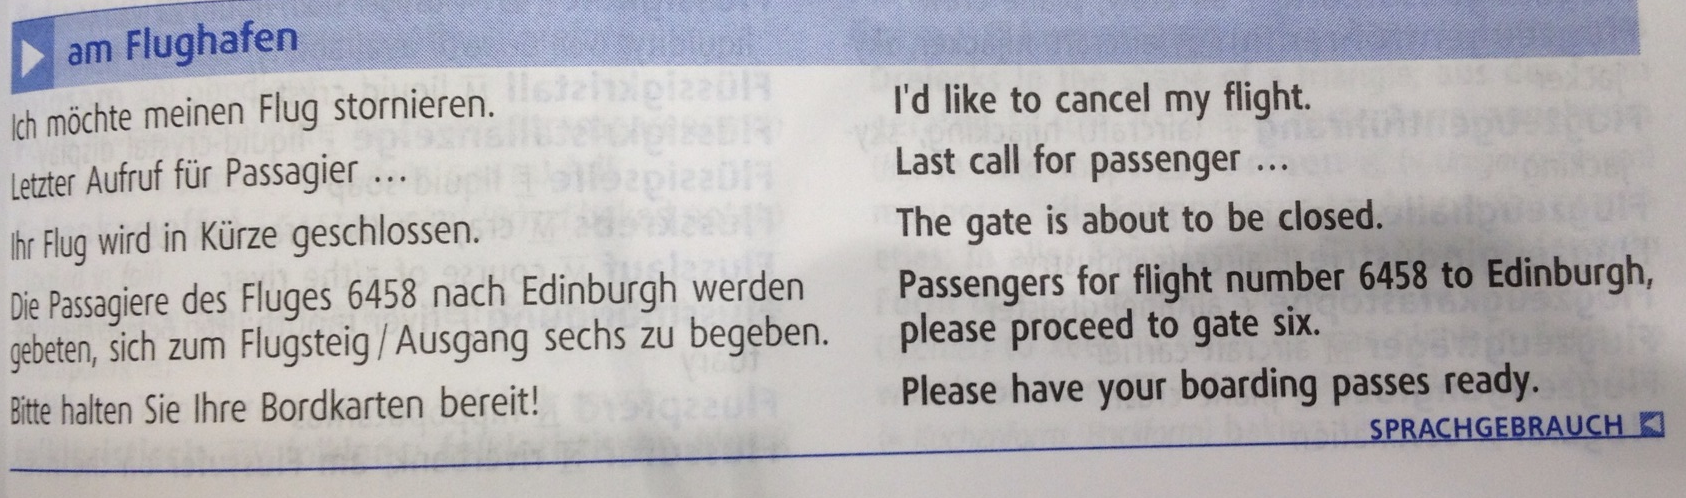 am Flughafen
Ich möchte meinen Flug stornieren.
I'd like to cancel my flight.
Letzter Aufruf für Passagier ...
Last call for passenger ...
Ihr Flug wird in Kürze geschlossen.
The gate is about to be closed.
Die Passagiere des Fluges 6458 nach Edinburgh werden
gebeten, sich zum Flugsteig / Ausgang sechs zu begeben.
Passengers for flight number 6458 to Edinburgh,
please proceed to gate six.
Bitte halten Sie Ihre Bordkarten bereit!
Please have your boarding passes ready.
SPRACHGEBRAUCH